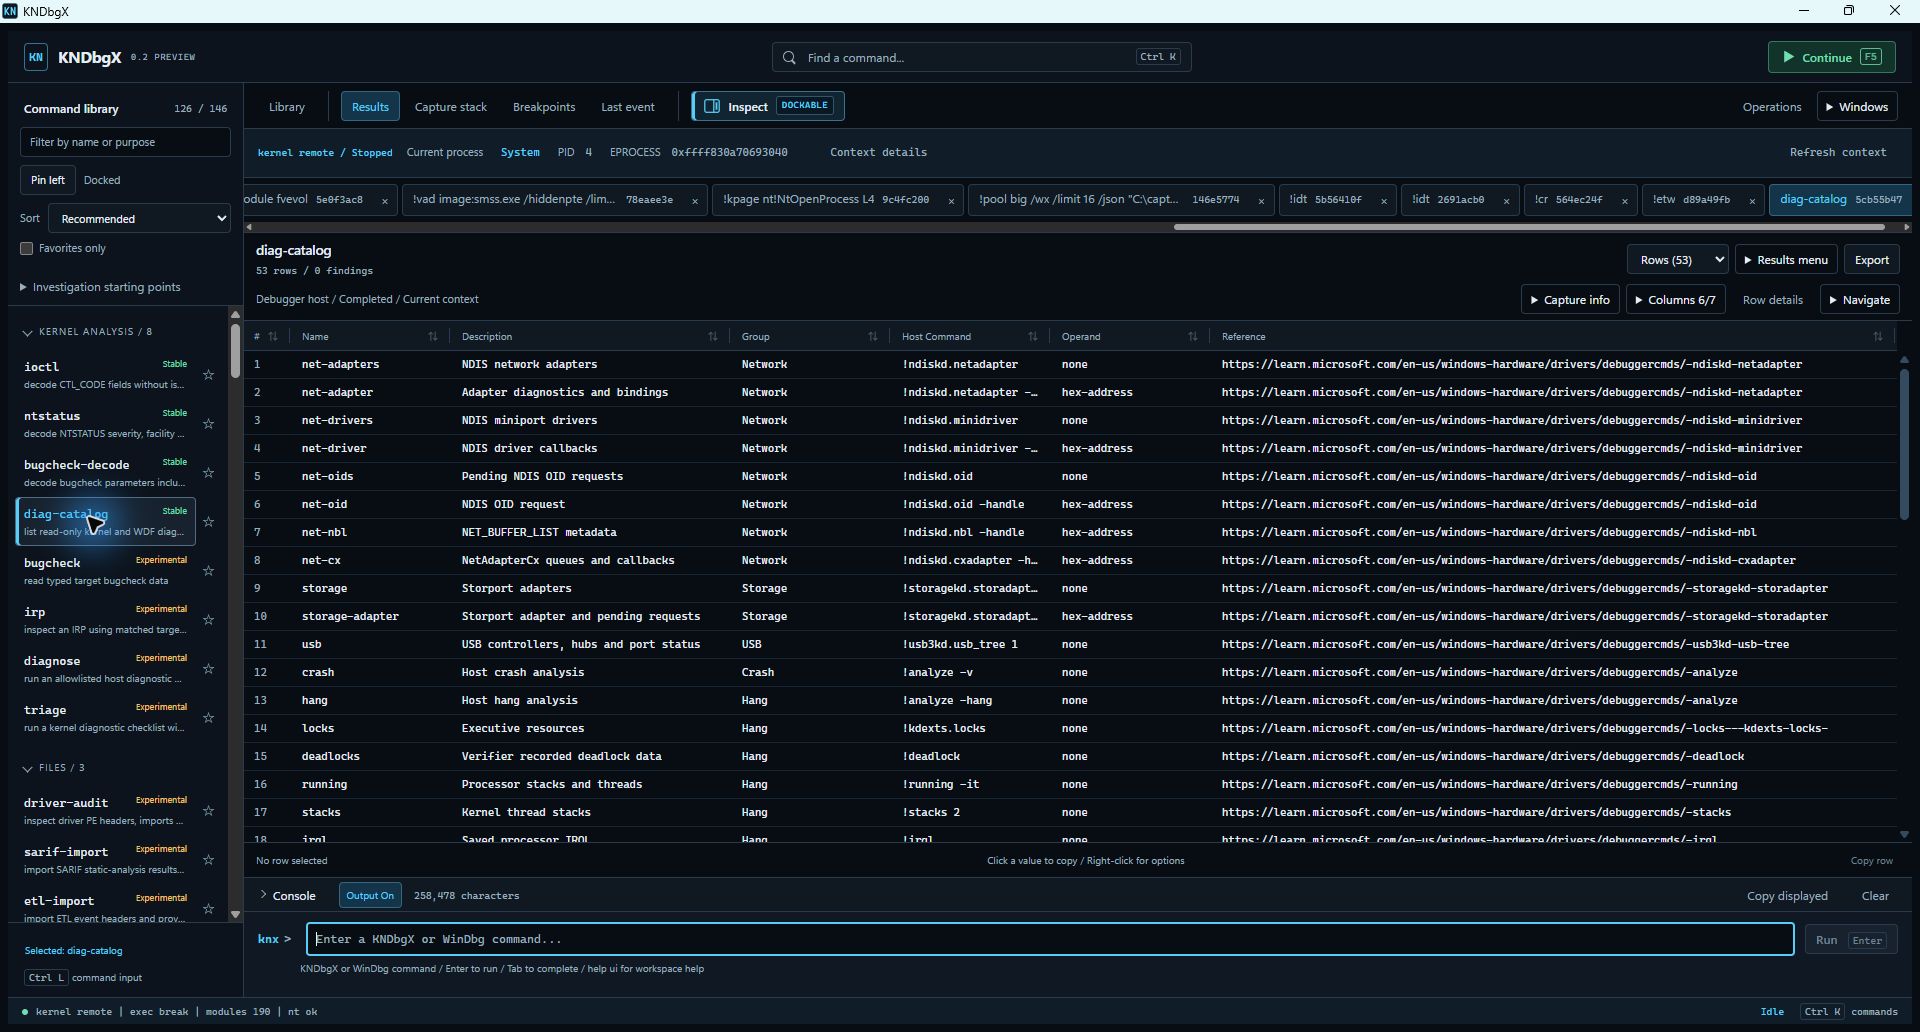 KN KNDbgX
KN KNDbgX 0.2 PREVIEW
Find a command... Ctrl K
Continue F5
Command library 126 / 146
Filter by name or purpose
Pin left Docked
Sort Recommended
Favorites only
Investigation starting points
KERNEL ANALYSIS / 8
ioctl Stable
decode CTL_CODE fields without is...
ntstatus Stable
decode NTSTATUS severity, facility ...
bugcheck-decode Stable
decode bugcheck parameters inclu...
diag-catalog Stable
list read-only kernel and WDF diag...
bugcheck Experimental
read typed target bugcheck data
irp Experimental
inspect an IRP using matched targe...
diagnose Experimental
run an allowlisted host diagnostic ...
triage Experimental
run a kernel diagnostic checklist wi...
FILES / 3
driver-audit Experimental
inspect driver PE headers, imports ...
sarif-import Experimental
import SARIF static-analysis results...
etl-import Experimental
import ETL event headers and prov...
Selected: diag-catalog
Ctrl L command input
Library Results Capture stack Breakpoints Last event Inspect DOCKABLE Operations Windows
kernel remote / Stopped Current process System PID 4 EPROCESS 0xffff830a70693040 Context details Refresh context
odule fvevol 5e0f3ac8 × !vad image:smss.exe /hiddenpte /lim... 78eaee3e × !kpage nt!NtOpenProcess L4 9c4fc200 × !pool big /wx /limit 16 /json "C:\capt... 146e5774 × !idt 5b56410f × !idt 2691acb0 × !cr 564ec24f × !etw d89a49fb × diag-catalog 5cb55b47
diag-catalog
53 rows / 0 findings
Rows (53) Results menu Export
Debugger host / Completed / Current context
Capture info Columns 6/7 Row details Navigate
# Name Description Group Host Command Operand Reference
1 net-adapters NDIS network adapters Network !ndiskd.netadapter none https://learn.microsoft.com/en-us/windows-hardware/drivers/debuggercmds/-ndiskd-netadapter
2 net-adapter Adapter diagnostics and bindings Network !ndiskd.netadapter -… hex-address https://learn.microsoft.com/en-us/windows-hardware/drivers/debuggercmds/-ndiskd-netadapter
3 net-drivers NDIS miniport drivers Network !ndiskd.minidriver none https://learn.microsoft.com/en-us/windows-hardware/drivers/debuggercmds/-ndiskd-minidriver
4 net-driver NDIS driver callbacks Network !ndiskd.minidriver -… hex-address https://learn.microsoft.com/en-us/windows-hardware/drivers/debuggercmds/-ndiskd-minidriver
5 net-oids Pending NDIS OID requests Network !ndiskd.oid none https://learn.microsoft.com/en-us/windows-hardware/drivers/debuggercmds/-ndiskd-oid
6 net-oid NDIS OID request Network !ndiskd.oid -handle hex-address https://learn.microsoft.com/en-us/windows-hardware/drivers/debuggercmds/-ndiskd-oid
7 net-nbl NET_BUFFER_LIST metadata Network !ndiskd.nbl -handle hex-address https://learn.microsoft.com/en-us/windows-hardware/drivers/debuggercmds/-ndiskd-nbl
8 net-cx NetAdapterCx queues and callbacks Network !ndiskd.cxadapter -h… hex-address https://learn.microsoft.com/en-us/windows-hardware/drivers/debuggercmds/-ndiskd-cxadapter
9 storage Storport adapters Storage !storagekd.storadapt… none https://learn.microsoft.com/en-us/windows-hardware/drivers/debuggercmds/-storagekd-storadapter
10 storage-adapter Storport adapter and pending requests Storage !storagekd.storadapt… hex-address https://learn.microsoft.com/en-us/windows-hardware/drivers/debuggercmds/-storagekd-storadapter
11 usb USB controllers, hubs and port status USB !usb3kd.usb_tree 1 none https://learn.microsoft.com/en-us/windows-hardware/drivers/debuggercmds/-usb3kd-usb-tree
12 crash Host crash analysis Crash !analyze -v none https://learn.microsoft.com/en-us/windows-hardware/drivers/debuggercmds/-analyze
13 hang Host hang analysis Hang !analyze -hang none https://learn.microsoft.com/en-us/windows-hardware/drivers/debuggercmds/-analyze
14 locks Executive resources Hang !kdexts.locks none https://learn.microsoft.com/en-us/windows-hardware/drivers/debuggercmds/-locks---kdexts-locks-
15 deadlocks Verifier recorded deadlock data Hang !deadlock none https://learn.microsoft.com/en-us/windows-hardware/drivers/debuggercmds/-deadlock
16 running Processor stacks and threads Hang !running -it none https://learn.microsoft.com/en-us/windows-hardware/drivers/debuggercmds/-running
17 stacks Kernel thread stacks Hang !stacks 2 none https://learn.microsoft.com/en-us/windows-hardware/drivers/debuggercmds/-stacks
18 irql Saved processor IRQL Hang !irql none https://learn.microsoft.com/en-us/windows-hardware/drivers/debuggercmds/-irql
No row selected Click a value to copy / Right-click for options Copy row
Console Output On 258,478 characters Copy displayed Clear
knx > Enter a KNDbgX or WinDbg command... Run Enter
KNDbgX or WinDbg command / Enter to run / Tab to complete / help ui for workspace help
kernel remote | exec break | modules 190 | nt ok Idle Ctrl K commands